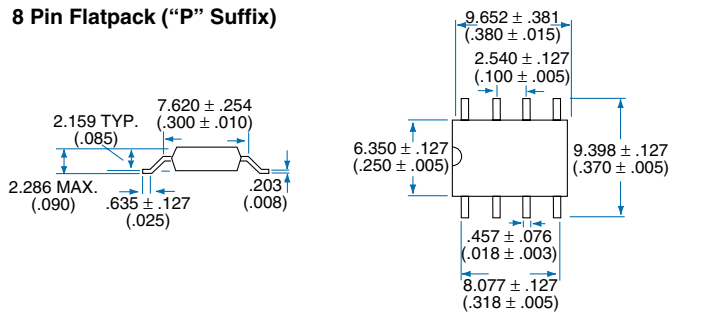 8 Pin Flatpack (“P” Suffix)
9.652 ± .381
(.380 ± .015)
2.540 ± .127
(.100 ± .005)
7.620 ± .254
(.300 ± .010)
2.159 TYP.
(.085)
6.350 ± .127
(.250 ± .005)
9.398 ± .127
(.370 ± .005)
2.286 MAX.
(.090)
.635 ± .127
(.025)
.203
(.008)
.457 ± .076
(.018 ± .003)
8.077 ± .127
(.318 ± .005)